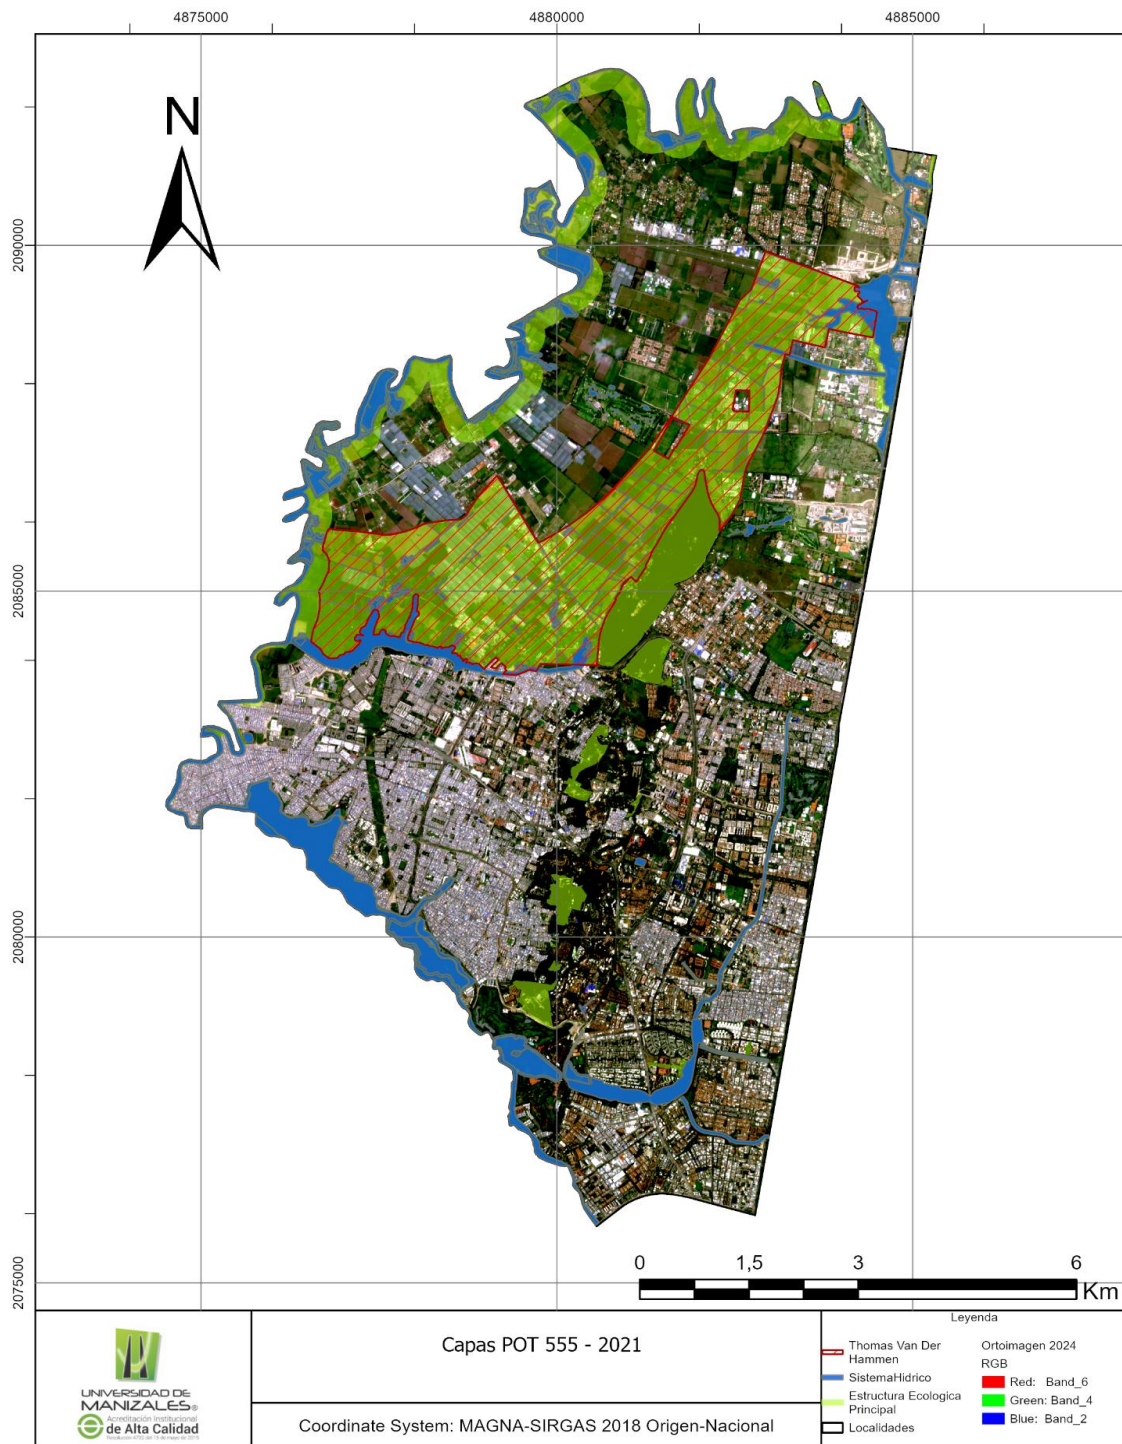 4875000
4880000
4885000
N
2090000
2085000
2080000
2075000
0
1,5
3
6
Km
UNIVERSIDAD DE
MANIZALES®
Acreditación Institucional
de Alta Calidad
Capas POT 555 - 2021
Coordinate System: MAGNA-SIRGAS 2018 Origen-Nacional
Leyenda
Thomas Van Der
Hammen
SistemaHidrico
Estructura Ecologica
Principal
Localidades
Ortoimagen 2024
RGB
Red: Band_6
Green: Band_4
Blue: Band_2